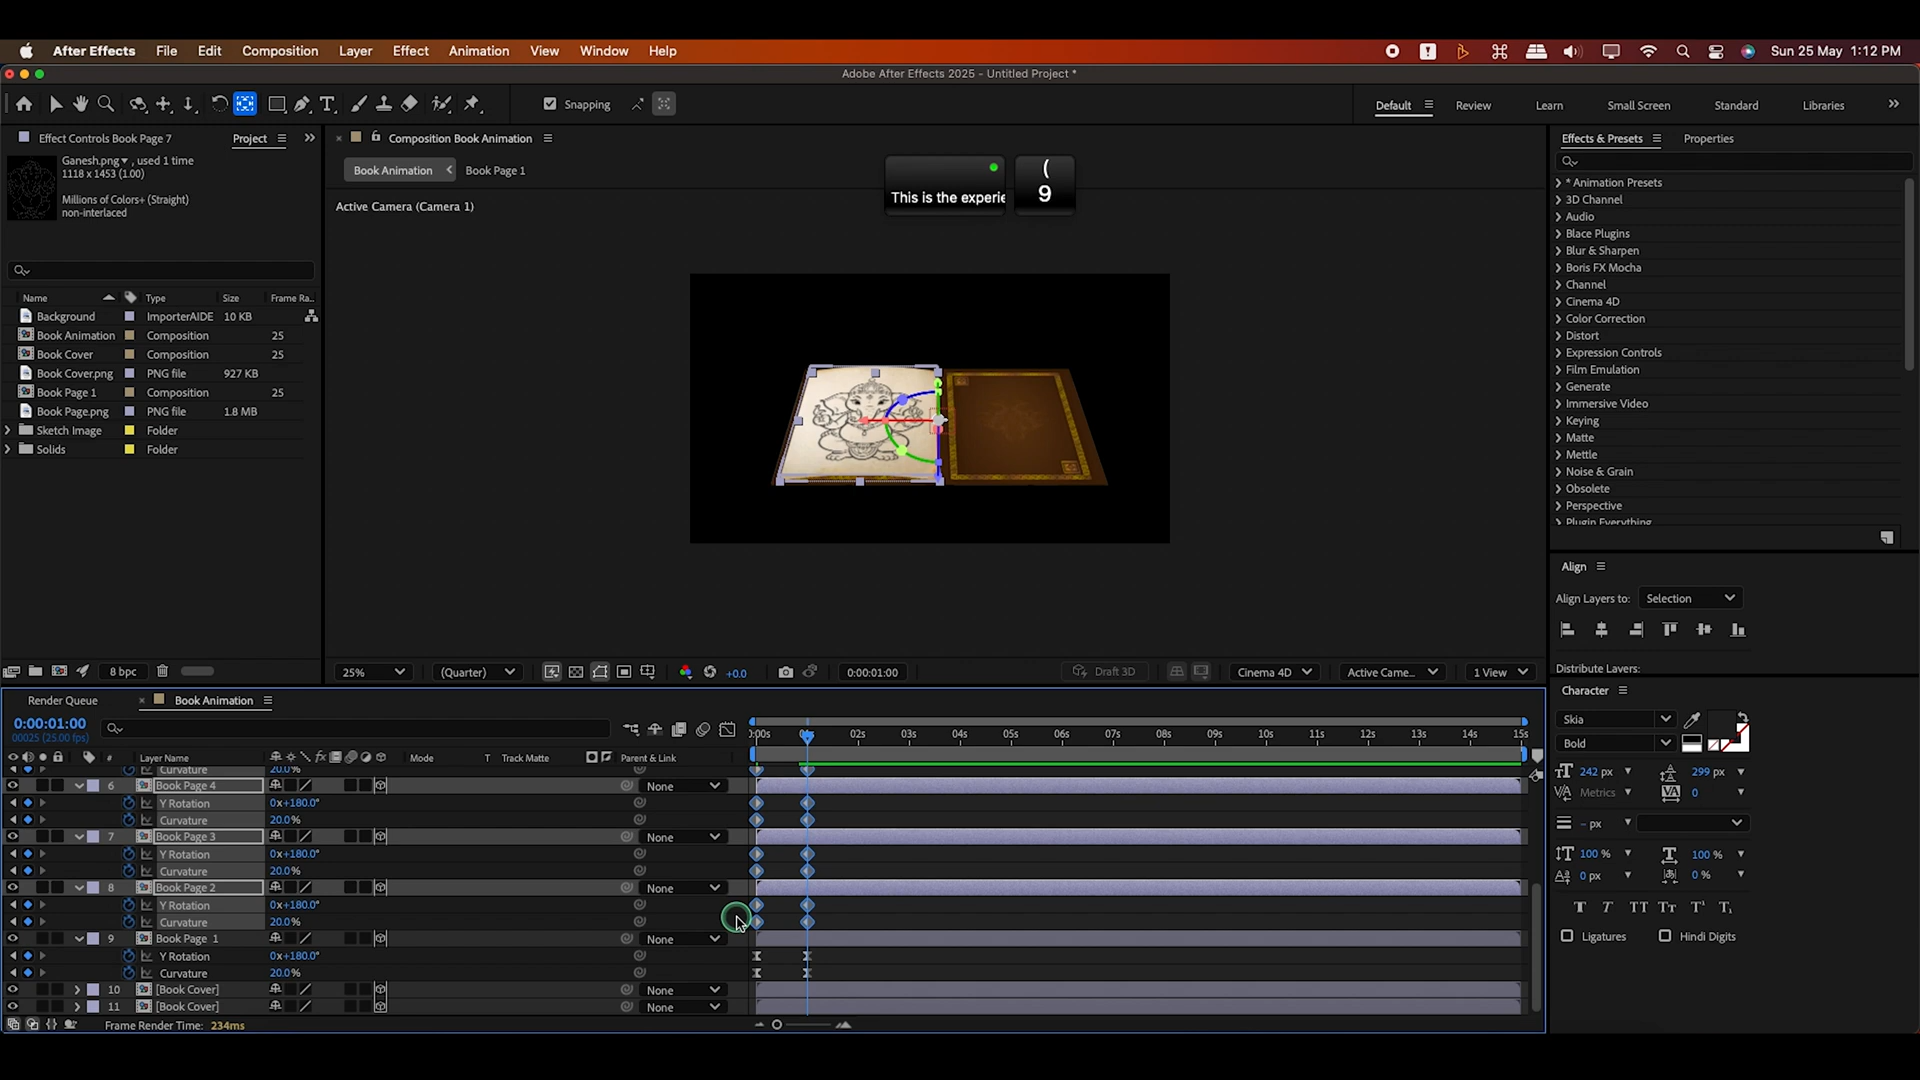 After Effects File Edit Composition Layer Effect Animation View Window Help Sun 25 May 1:12 PM
Adobe After Effects 2025 - Untitled Project *
Snapping Default Review Learn Small Screen Standard Libraries
Effect Controls Book Page 7 Project
Composition Book Animation
Effects & Presets Properties
Ganesh.png , used 1 time
1118 x 1453 (1.00)
Millions of Colors+ (Straight)
non-interlaced
Book Animation Book Page 1
This is the experie
(
9
Active Camera (Camera 1)
* Animation Presets
3D Channel
Audio
Blace Plugins
Blur & Sharpen
Boris FX Mocha
Channel
Cinema 4D
Color Correction
Distort
Expression Controls
Film Emulation
Generate
Immersive Video
Keying
Matte
Mettle
Noise & Grain
Obsolete
Perspective
Plugin Everything
Name Type Size Frame Ra..
Background ImporterAIDE 10 KB
Book Animation Composition 25
Book Cover Composition 25
Book Cover.png PNG file 927 KB
Book Page 1 Composition 25
Book Page.png PNG file 1.8 MB
Sketch Image Folder
Solids Folder
Align
Align Layers to: Selection
Distribute Layers:
8 bpc
25% (Quarter) +0.0 0:00:01:00 Draft 3D Cinema 4D Active Came... 1 View
Render Queue Book Animation
0:00:01:00
00025 (25.00 fps)
0:00s 02s 03s 04s 05s 06s 07s 08s 09s 10s 11s 12s 13s 14s 15s
# Layer Name Mode T Track Matte Parent & Link
Curvature 20.0%
6 Book Page 4 None
Y Rotation 0x+180.0°
Curvature 20.0%
7 Book Page 3 None
Y Rotation 0x+180.0°
Curvature 20.0%
8 Book Page 2 None
Y Rotation 0x+180.0°
Curvature 20.0%
9 Book Page 1 None
Y Rotation 0x+180.0°
Curvature 20.0%
10 [Book Cover] None
11 [Book Cover] None
Frame Render Time: 234ms
Character
Skia
Bold
242 px 299 px
Metrics 0
- px
100 % 100 %
0 px 0 %
T T TT Tr T¹ T₁
Ligatures Hindi Digits